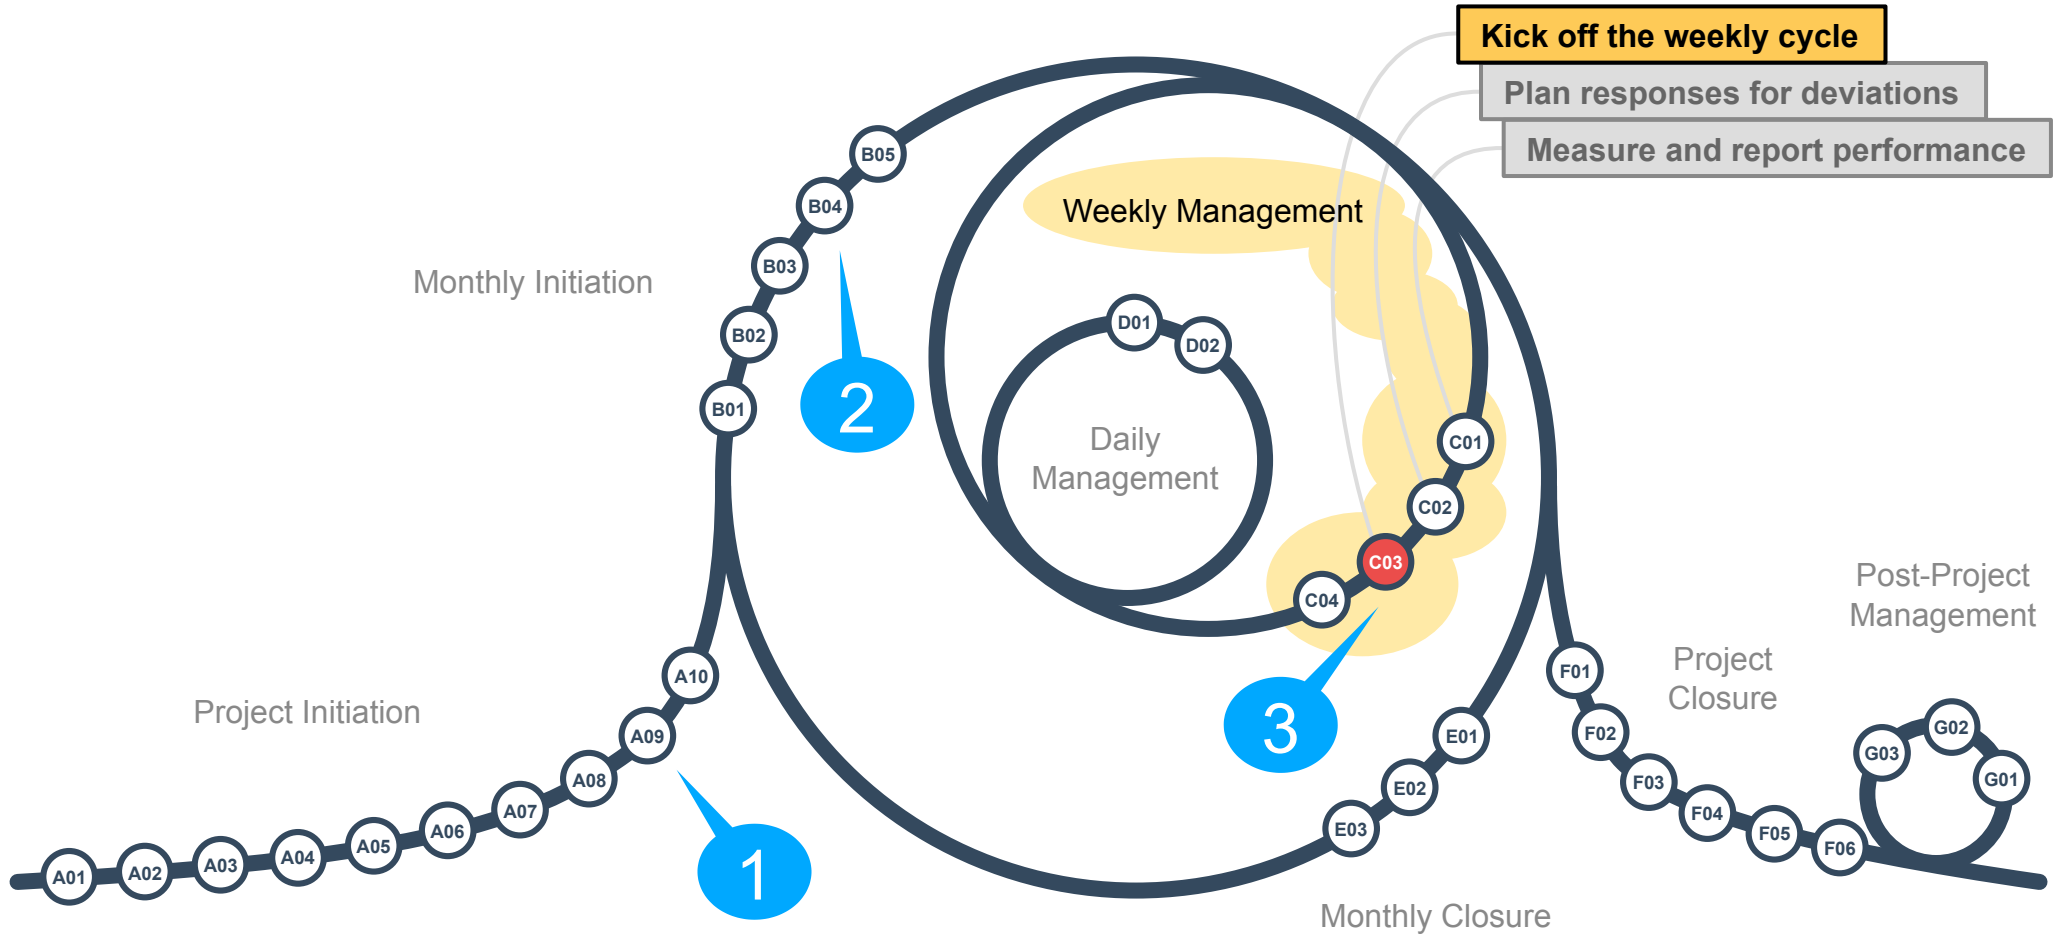 Kick off the weekly cycle
Plan responses for deviations
Measure and report performance
Weekly Management
Monthly Initiation
Daily
Management
Project Initiation
Post-Project
Management
Project
Closure
Monthly Closure
A01
A02
A03
A04
A05
A06
A07
A08
A09
A10
B01
B02
B03
B04
B05
C01
C02
C03
C04
D01
D02
E01
E02
E03
F01
F02
F03
F04
F05
F06
G01
G02
G03
1
2
3